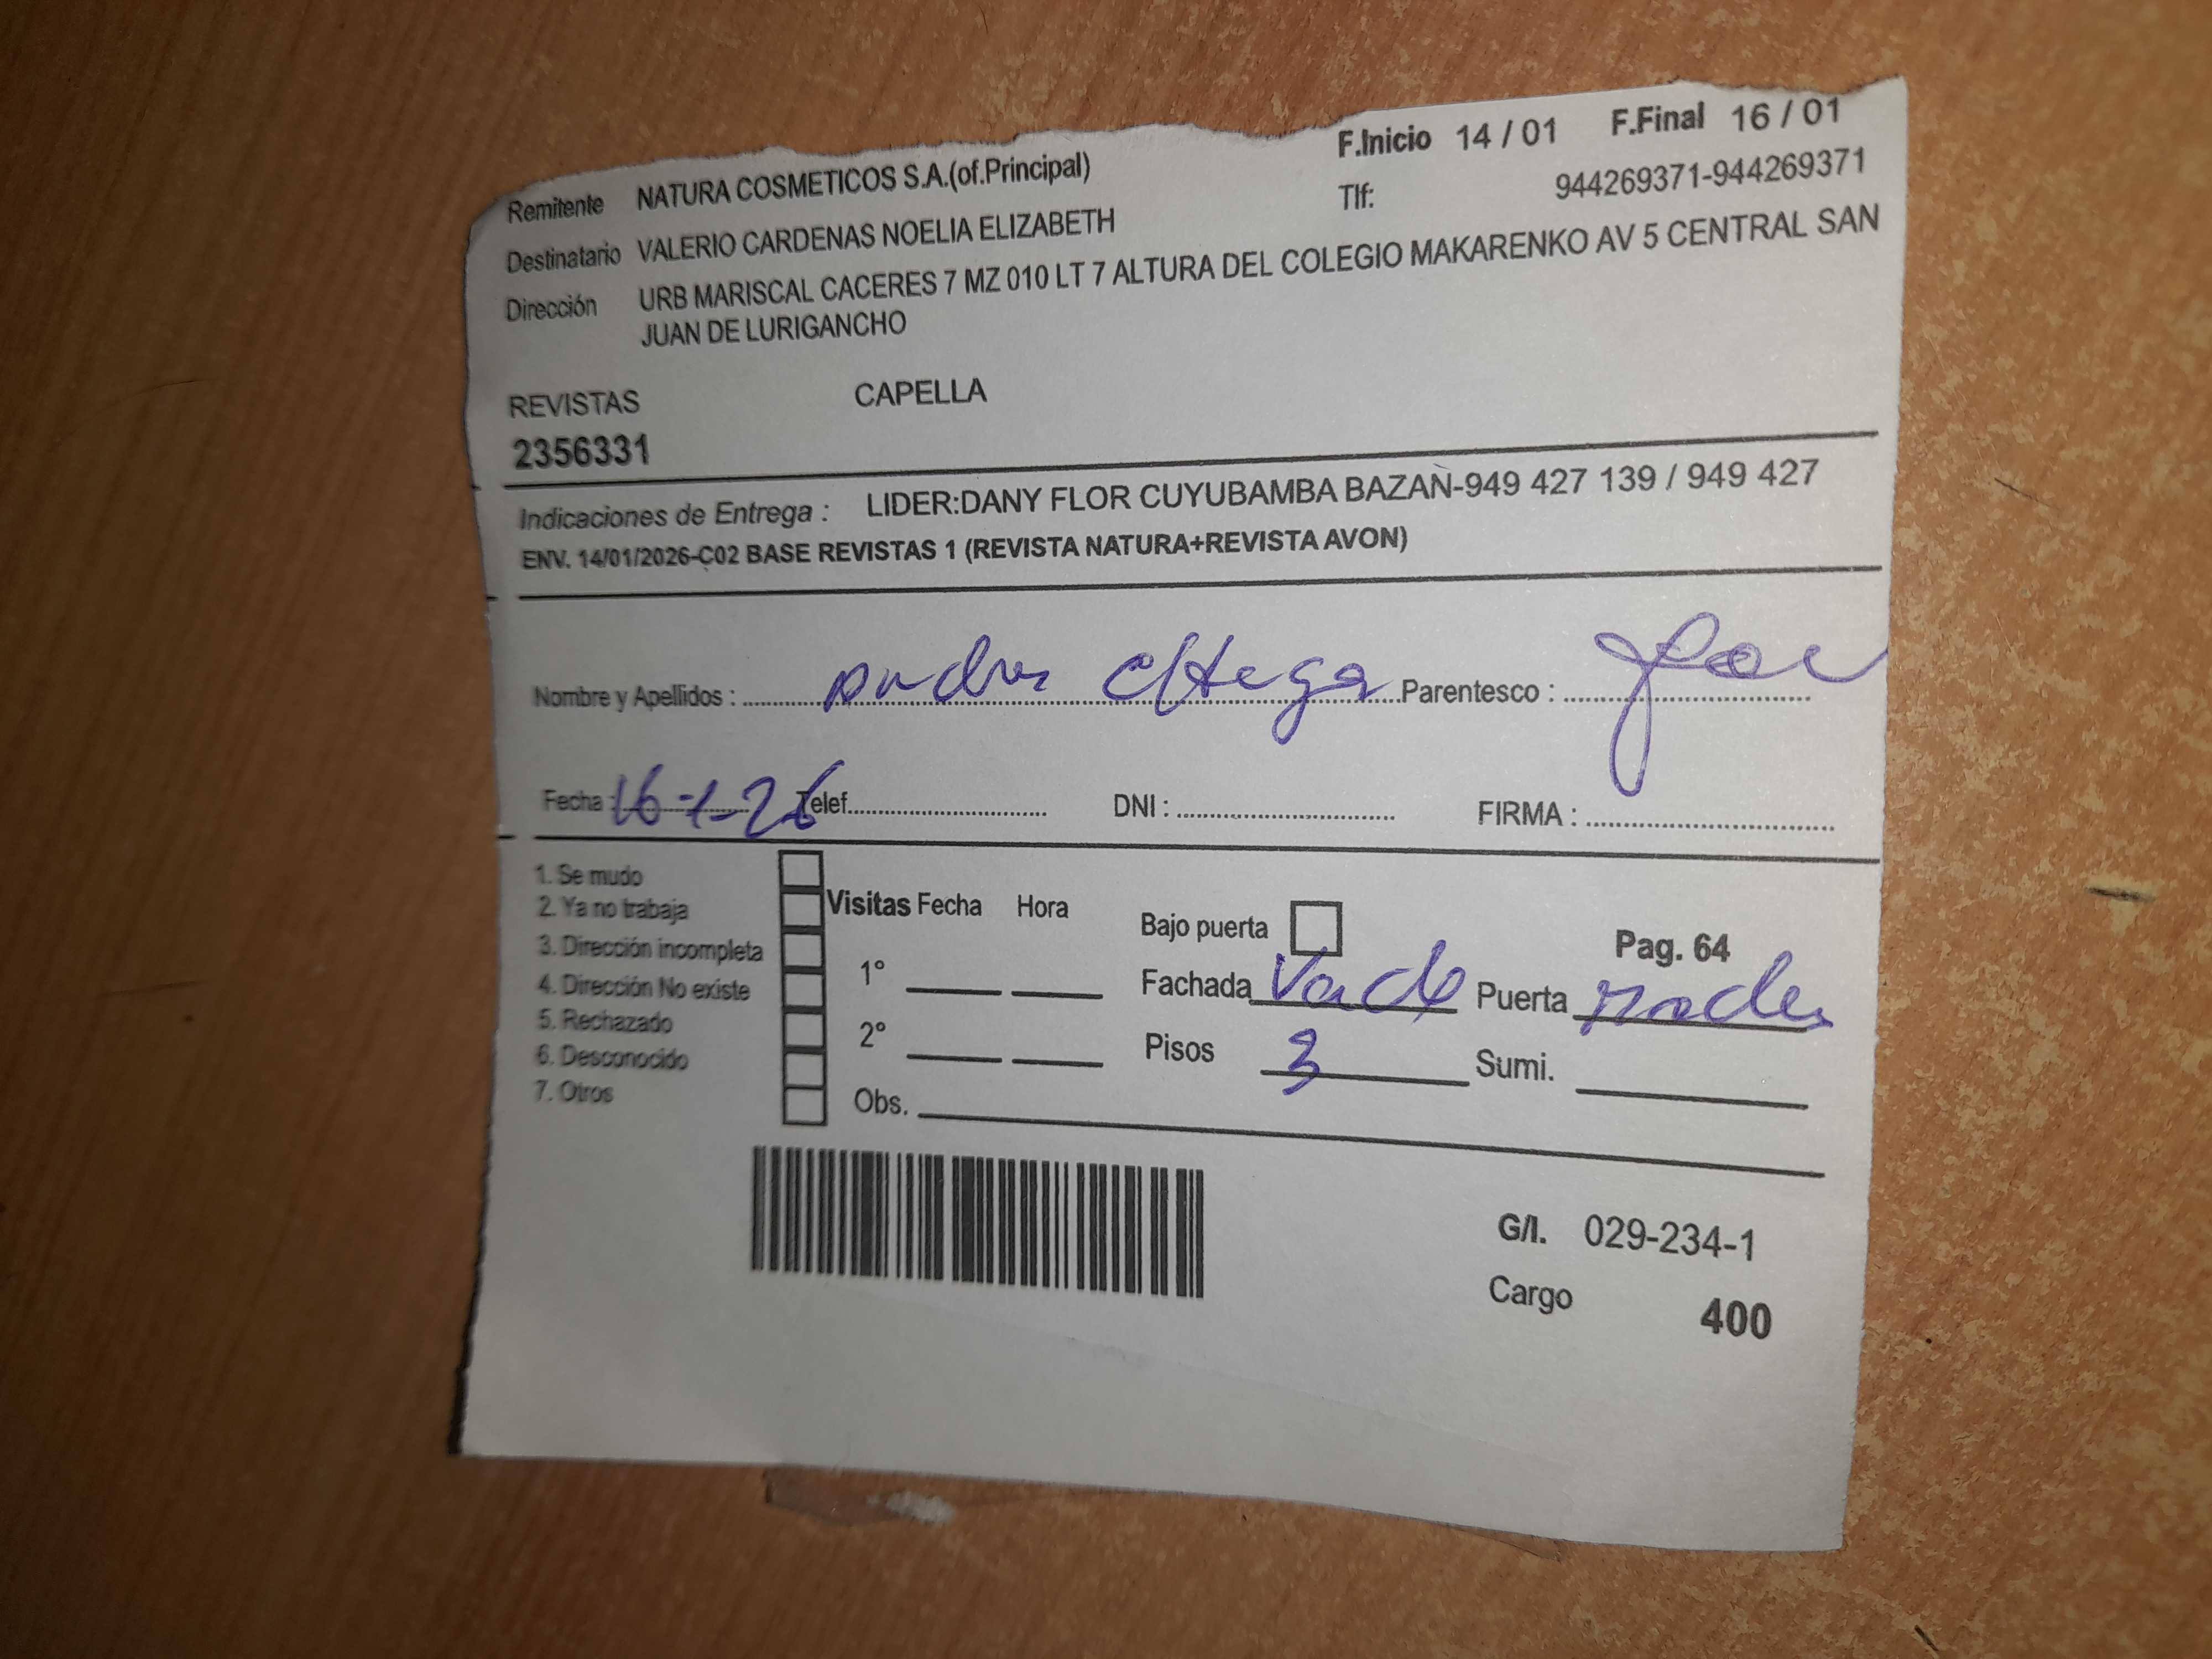 F.Inicio 14 / 01 F.Final 16 / 01
Remitente NATURA COSMETICOS S.A.(of.Principal) Tlf: 944269371-944269371
Destinatario VALERIO CARDENAS NOELIA ELIZABETH
Dirección URB MARISCAL CACERES 7 MZ 010 LT 7 ALTURA DEL COLEGIO MAKARENKO AV 5 CENTRAL SAN
JUAN DE LURIGANCHO
REVISTAS CAPELLA
2356331
Indicaciones de Entrega : LIDER:DANY FLOR CUYUBAMBA BAZAN-949 427 139 / 949 427
ENV. 14/01/2026-C02 BASE REVISTAS 1 (REVISTA NATURA+REVISTA AVON)
Nombre y Apellidos : Parentesco :
Fecha : 16-1-26 Telef. DNI : FIRMA :
1. Se mudo
2. Ya no trabaja Visitas Fecha Hora Bajo puerta
3. Dirección incompleta Pag. 64
4. Dirección No existe 1° Fachada Puerta
5. Rechazado
6. Desconocido 2° Pisos 3 Sumi.
7. Otros Obs.
G/I. 029-234-1
Cargo 400